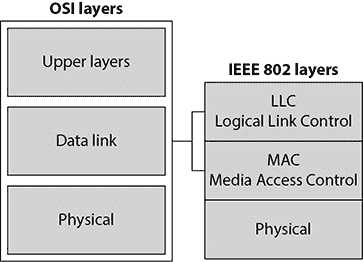 OSI layers
Upper layers
Data link
Physical
IEEE 802 layers
LLC
Logical Link Control
MAC
Media Access Control
Physical